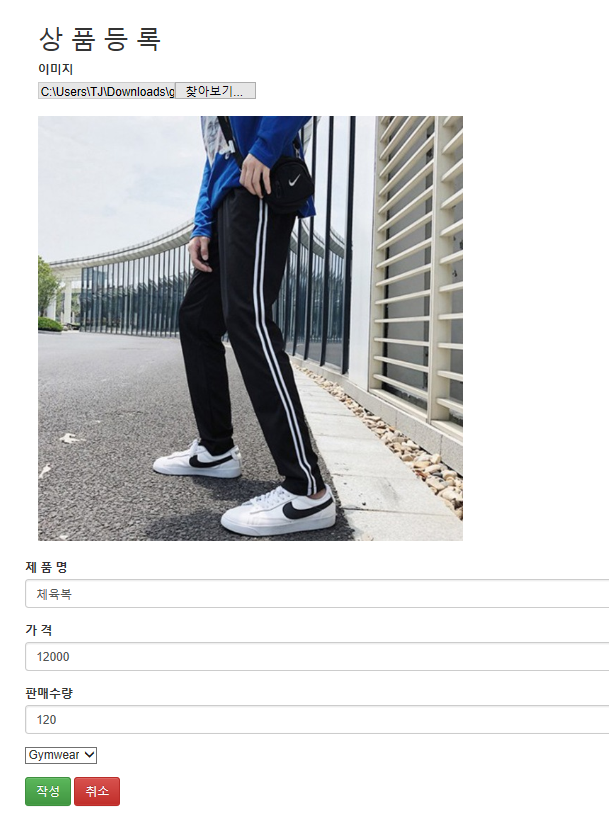 상 품 등 록
이미지
C:\Users\TJ\Downloads\g 찾아보기...
제 품 명
체육복
가 격
12000
판매수량
120
Gymwear
작성 취소